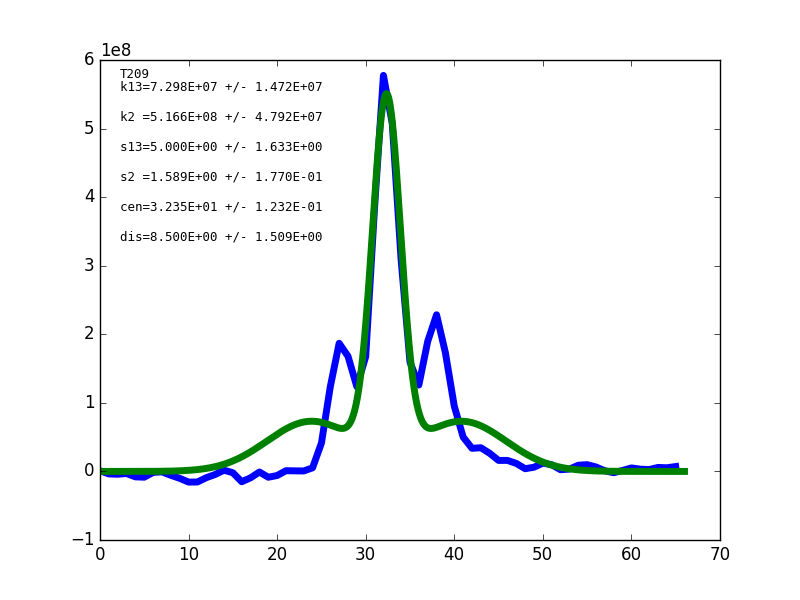 1e8
6
T209
k13=7.298E+07 +/- 1.472E+07
k2 =5.166E+08 +/- 4.792E+07
5
s13=5.000E+00 +/- 1.633E+00
s2 =1.589E+00 +/- 1.770E-01
4
cen=3.235E+01 +/- 1.232E-01
dis=8.500E+00 +/- 1.509E+00
3
2
1
0
−1
0 10 20 30 40 50 60 70